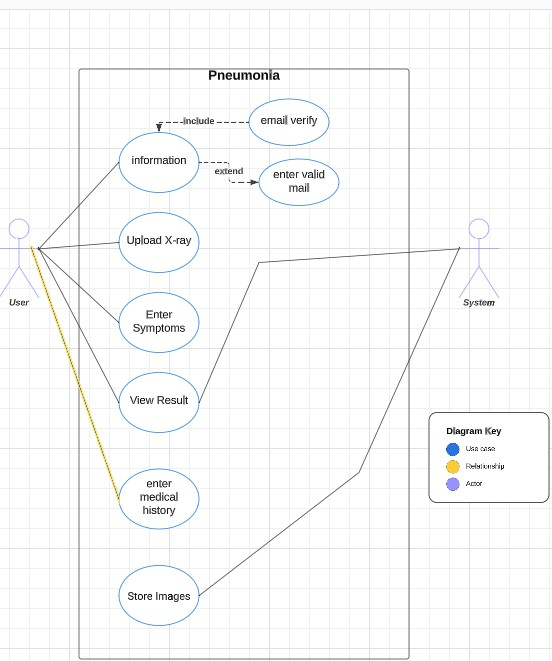 Pneumonia
include
email verify
information
extend
enter valid
mail
Upload X-ray
User
System
Enter
Symptoms
View Result
Diagram Key
Use case
Relationship
Actor
enter
medical
history
Store Images